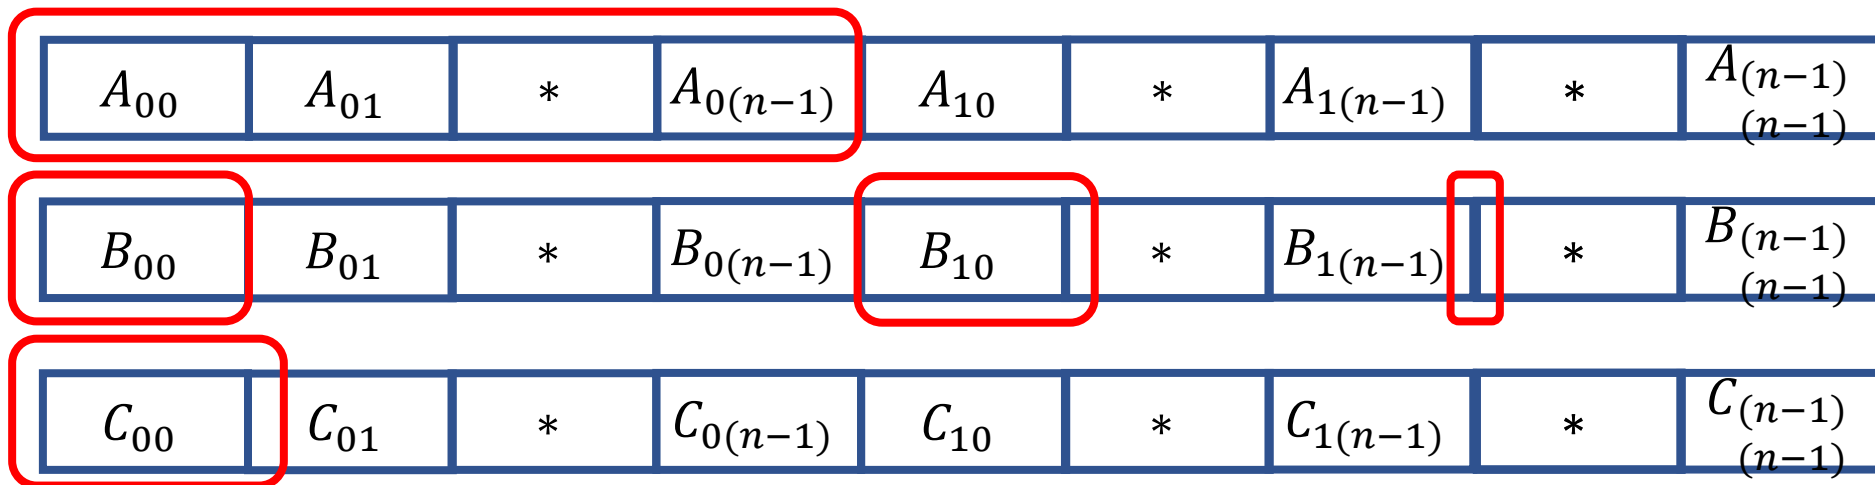 A₀₀ A₀₁ * A₀₍ₙ₋₁₎ A₁₀ * A₁₍ₙ₋₁₎ * A₍ₙ₋₁₎₍ₙ₋₁₎
B₀₀ B₀₁ * B₀₍ₙ₋₁₎ B₁₀ * B₁₍ₙ₋₁₎ * B₍ₙ₋₁₎₍ₙ₋₁₎
C₀₀ C₀₁ * C₀₍ₙ₋₁₎ C₁₀ * C₁₍ₙ₋₁₎ * C₍ₙ₋₁₎₍ₙ₋₁₎